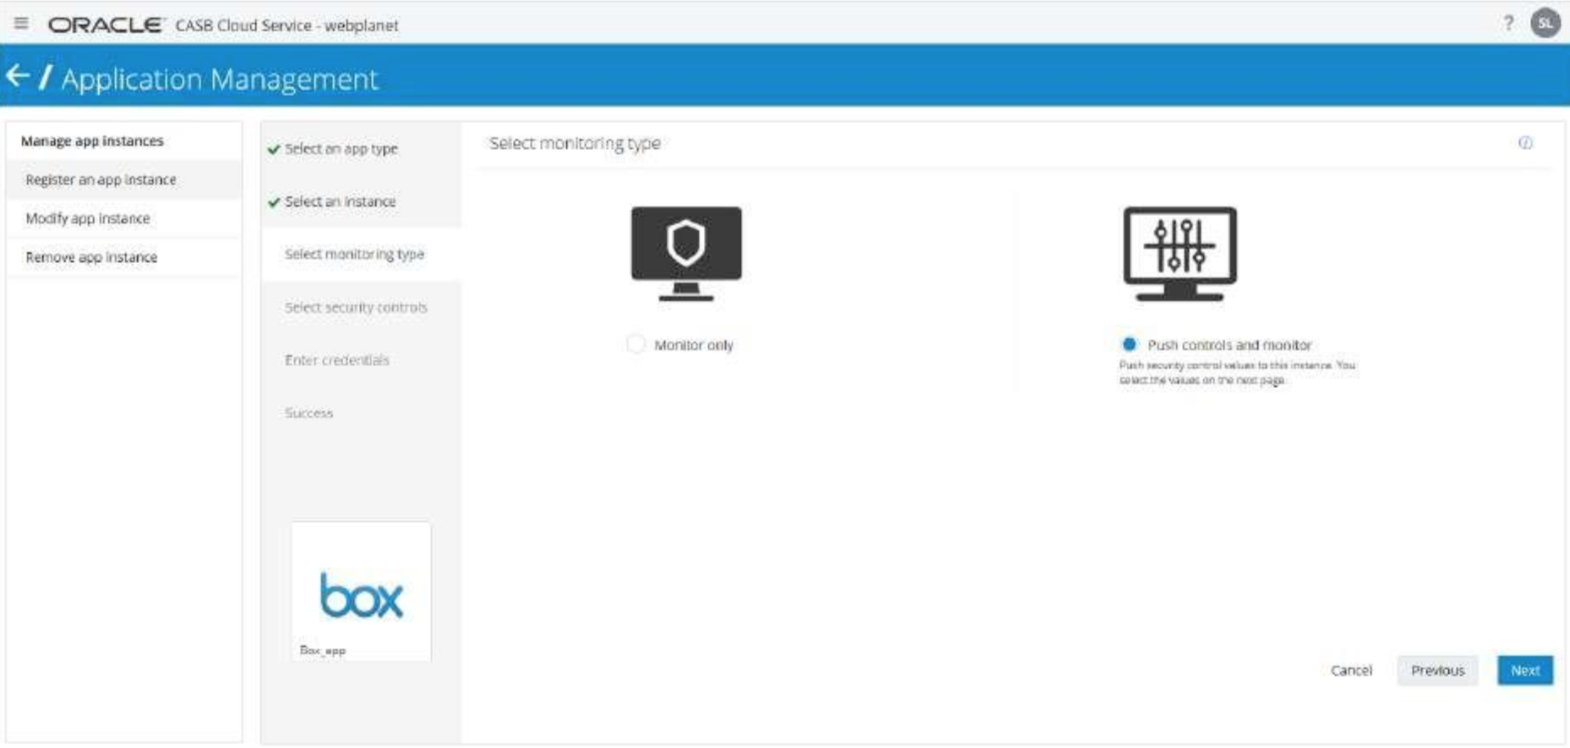 ORACLE CASB Cloud Service - webplanet
? SL
/ Application Management
Manage app instances
Register an app instance
Modify app instance
Remove app instance
Select an app type
Select an instance
Select monitoring type
Select security controls
Enter credentials
Success
box
Box_app
Select monitoring type
Monitor only
Push controls and monitor
Push security control values to this instance. You
select the values on the next page.
Cancel
Previous
Next